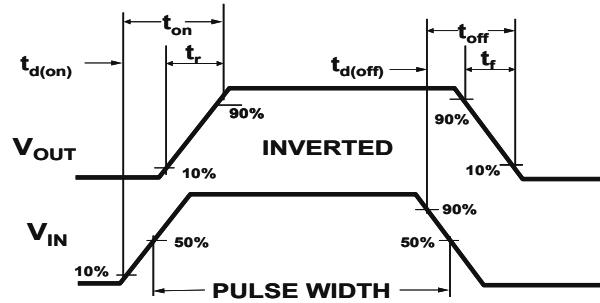 t_on
t_off
t_d(on)
t_r
t_d(off)
t_f
90%
90%
V_OUT
INVERTED
10%
10%
90%
V_IN
50%
50%
10%
PULSE WIDTH